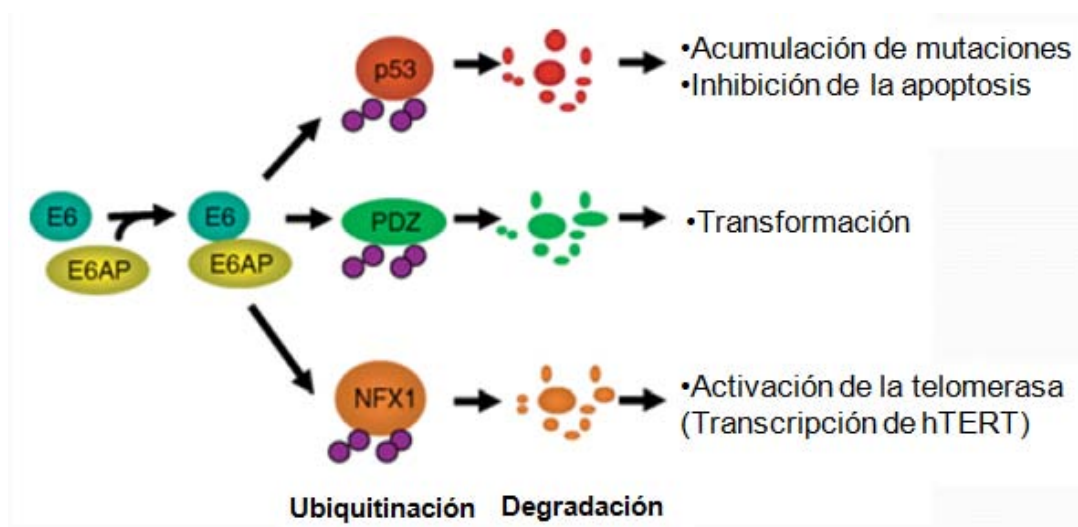 p53
•Acumulación de mutaciones
•Inhibición de la apoptosis
E6
E6AP
E6
E6AP
PDZ
•Transformación
NFX1
•Activación de la telomerasa
(Transcripción de hTERT)
Ubiquitinación
Degradación